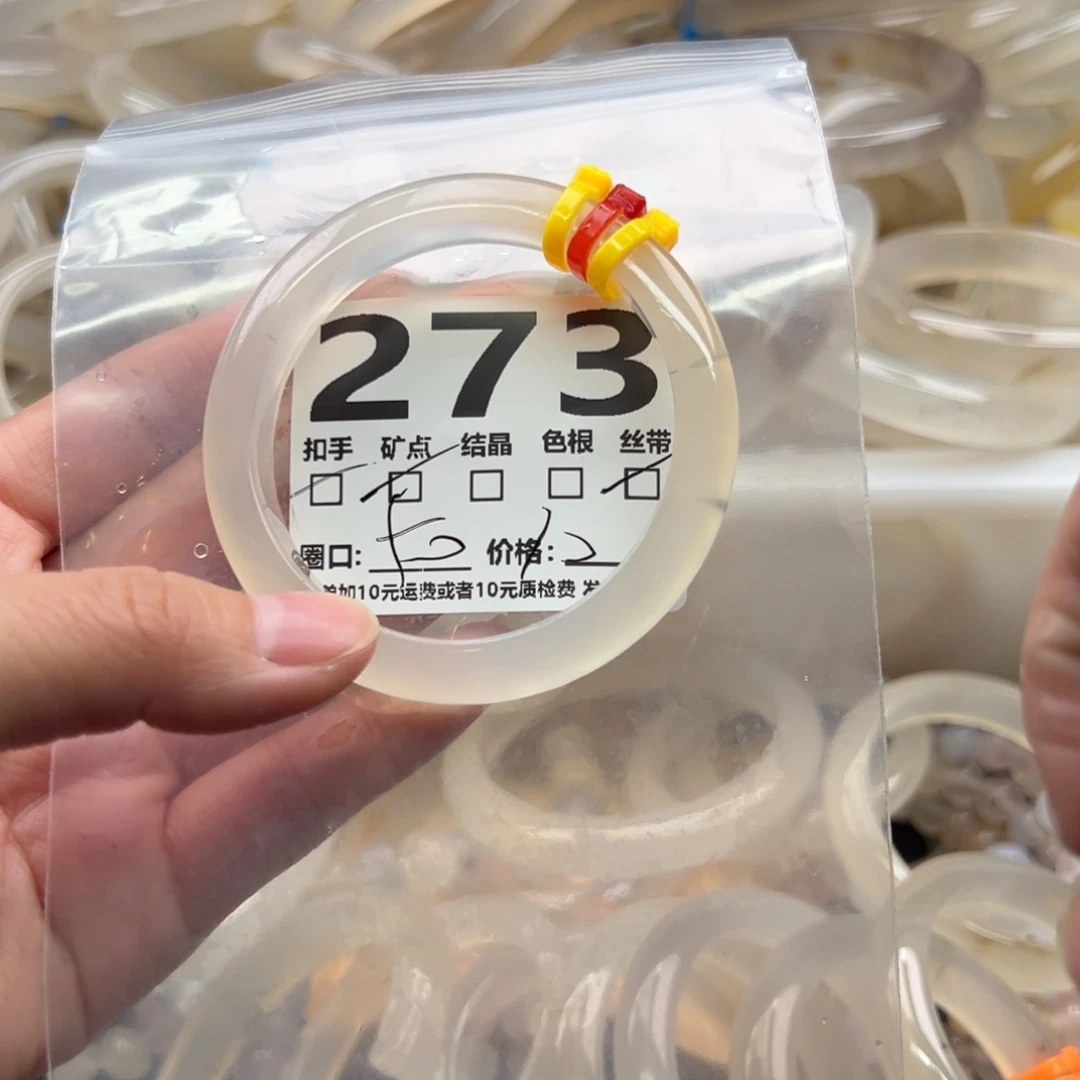 273
扣手 矿点 结晶 色根 丝带
圈口: 价格:
加10元运费或者10元质检费 发